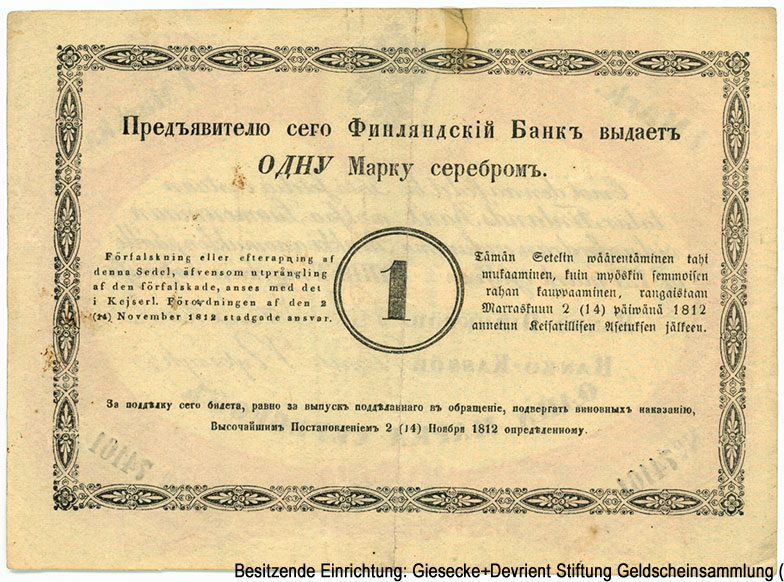 Предъявителю сего Финляндскій Банкъ выдаетъ
ОДНУ Марку серебромъ.
Förfalskning eller efterapning af
denna Sedel, äfvensom utprångling
af den förfalskade, anses med det
i Kejserl. Förordningen af den 2
(14) November 1812 stadgade ansvar.
1
Tämän Setelin wäärentäminen tahi
mukaaminen, kuin myöskin semmoisen
rahan kauppaaminen, rangaistaan
Marraskuun 2 (14) päiwänä 1812
annetun Keisarillisen Asetuksen jälkeen.
За поддѣлку сего билета, равно за выпускъ поддѣланнаго въ обращеніе, подвергать виновныхъ наказанію,
Высочайшимъ Постановленіемъ 2 (14) Ноября 1812 опредѣленному.
74101
Besitzende Einrichtung: Giesecke+Devrient Stiftung Geldscheinsammlung (